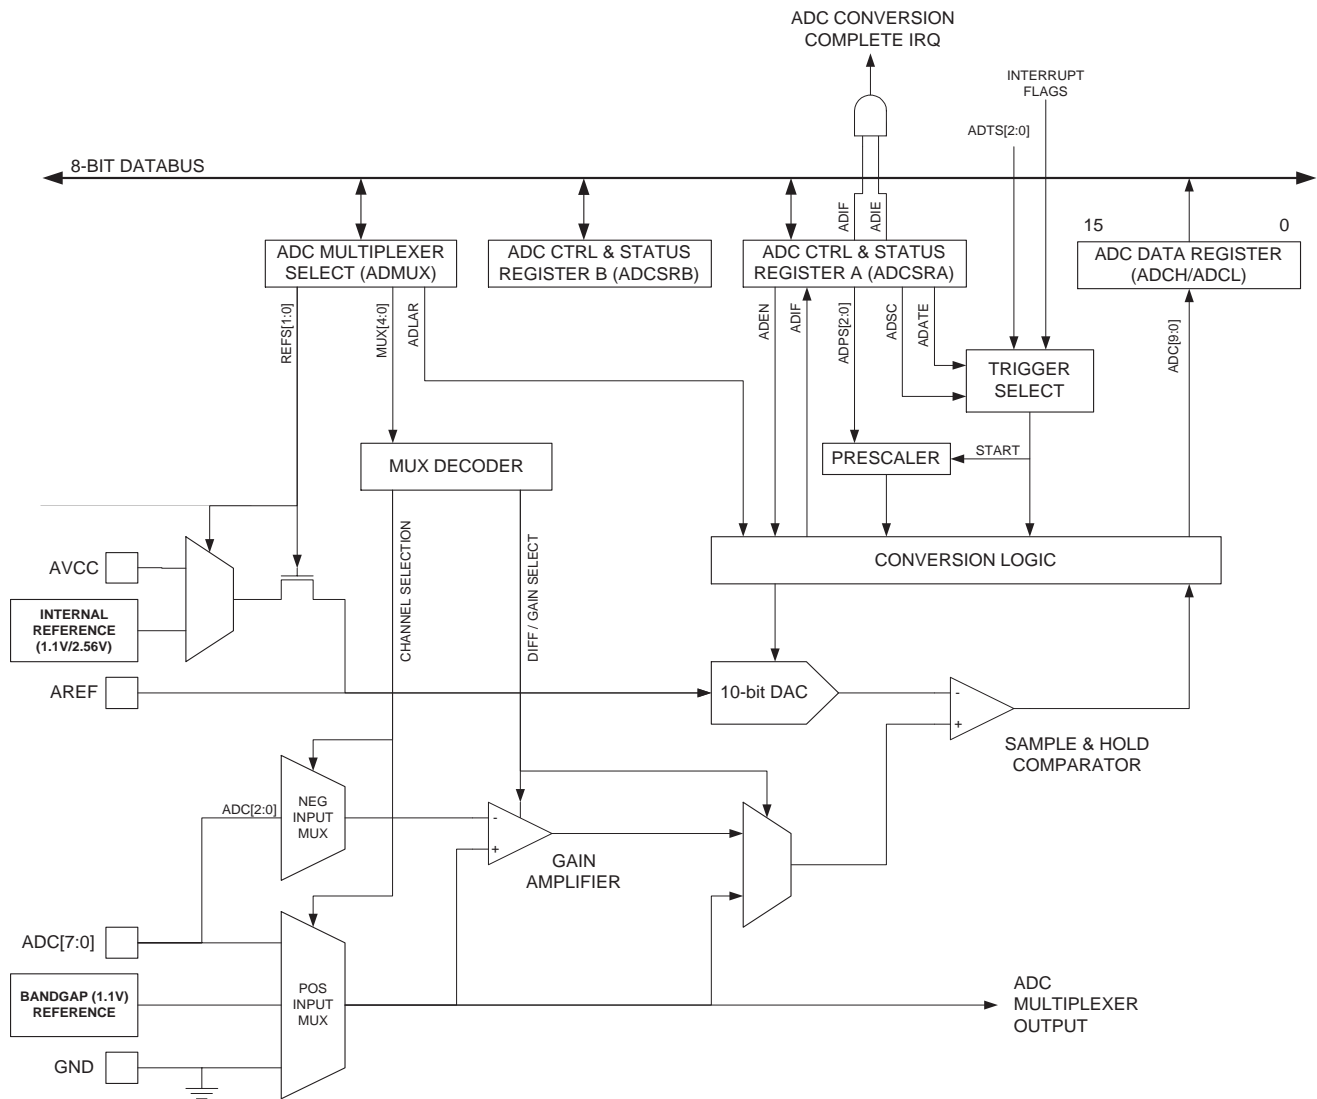 ADC CONVERSION
COMPLETE IRQ
INTERRUPT
FLAGS
ADTS[2:0]
8-BIT DATABUS
ADIF
ADIE
15
0
ADC MULTIPLEXER
SELECT (ADMUX)
ADC CTRL & STATUS
REGISTER B (ADCSRB)
ADC CTRL & STATUS
REGISTER A (ADCSRA)
ADC DATA REGISTER
(ADCH/ADCL)
REFS[1:0]
MUX[4:0]
ADLAR
ADEN
ADIF
ADPS[2:0]
ADSC
ADATE
ADC[9:0]
TRIGGER
SELECT
MUX DECODER
PRESCALER
START
CHANNEL SELECTION
DIFF / GAIN SELECT
CONVERSION LOGIC
AVCC
INTERNAL
REFERENCE
(1.1V/2.56V)
AREF
10-bit DAC
-
+
SAMPLE & HOLD
COMPARATOR
ADC[2:0]
NEG
INPUT
MUX
-
+
GAIN
AMPLIFIER
ADC[7:0]
BANDGAP (1.1V)
REFERENCE
POS
INPUT
MUX
GND
ADC
MULTIPLEXER
OUTPUT